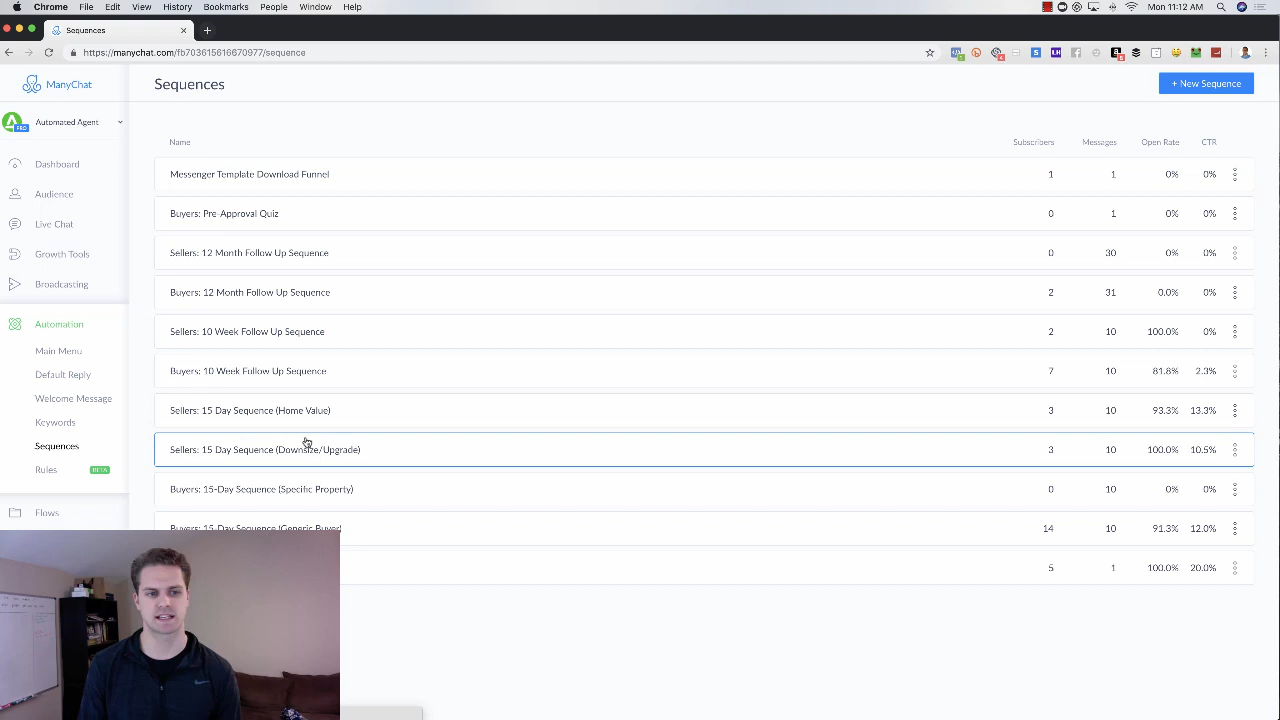 Chrome File Edit View History Bookmarks People Window Help Mon 11:12 AM
Sequences
https://manychat.com/fb703615616670977/sequence
ManyChat
Sequences
+ New Sequence
Automated Agent
PRO
Name Subscribers Messages Open Rate CTR
Dashboard
Audience
Live Chat
Growth Tools
Broadcasting
Automation
Main Menu
Default Reply
Welcome Message
Keywords
Sequences
Rules BETA
Flows
Messenger Template Download Funnel 1 1 0% 0%
Buyers: Pre-Approval Quiz 0 1 0% 0%
Sellers: 12 Month Follow Up Sequence 0 30 0% 0%
Buyers: 12 Month Follow Up Sequence 2 31 0.0% 0%
Sellers: 10 Week Follow Up Sequence 2 10 100.0% 0%
Buyers: 10 Week Follow Up Sequence 7 10 81.8% 2.3%
Sellers: 15 Day Sequence (Home Value) 3 10 93.3% 13.3%
Sellers: 15 Day Sequence (Downsize/Upgrade) 3 10 100.0% 10.5%
Buyers: 15-Day Sequence (Specific Property) 0 10 0% 0%
Buyers: 15-Day Sequence (Generic Buyer) 14 10 91.3% 12.0%
5 1 100.0% 20.0%